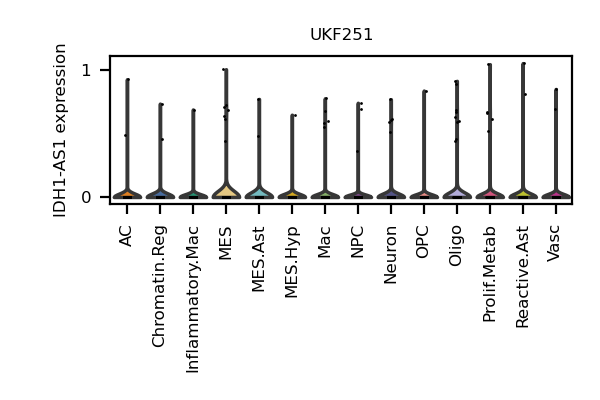 UKF251
IDH1-AS1 expression
1
0
AC
Chromatin.Reg
Inflammatory.Mac
MES
MES.Ast
MES.Hyp
Mac
NPC
Neuron
OPC
Oligo
Prolif.Metab
Reactive.Ast
Vasc